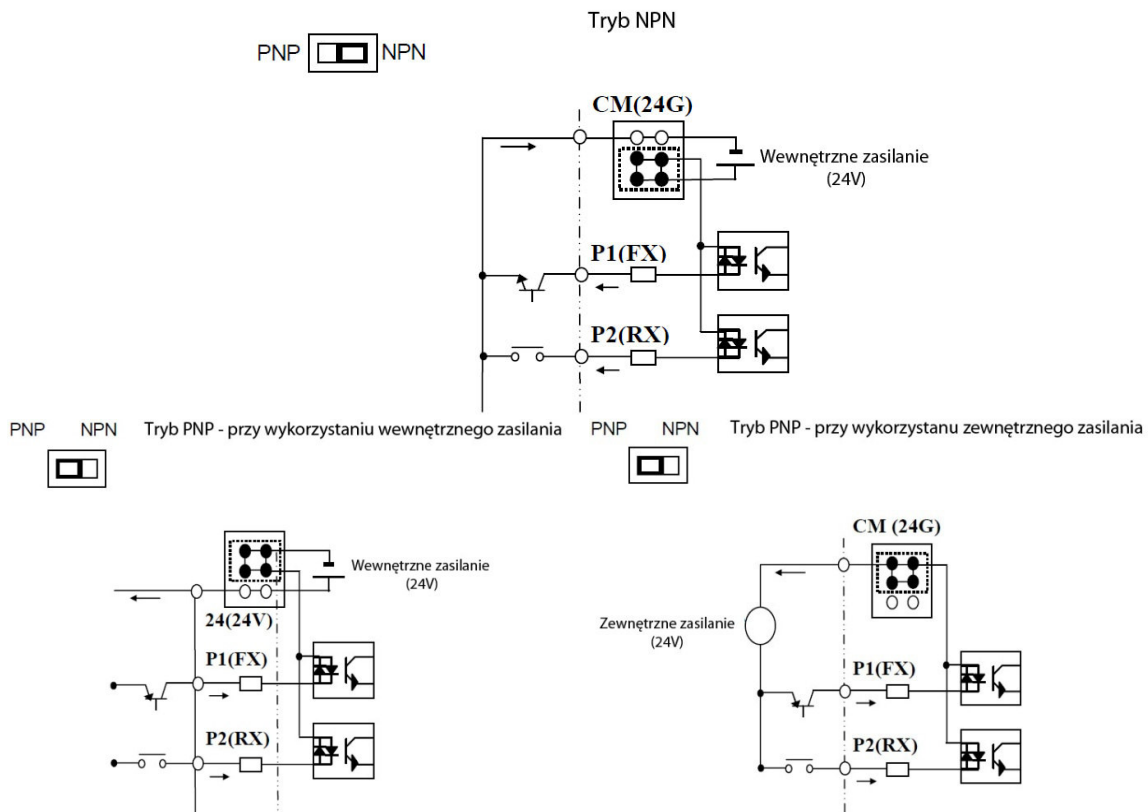 Tryb NPN
PNP NPN
CM(24G)
Wewnętrzne zasilanie
(24V)
P1(FX)
P2(RX)
PNP NPN Tryb PNP - przy wykorzystaniu wewnętrznego zasilania
PNP NPN Tryb PNP - przy wykorzystanu zewnętrznego zasilania
Wewnętrzne zasilanie
(24V)
24(24V)
P1(FX)
P2(RX)
CM (24G)
Zewnętrzne zasilanie
(24V)
P1(FX)
P2(RX)